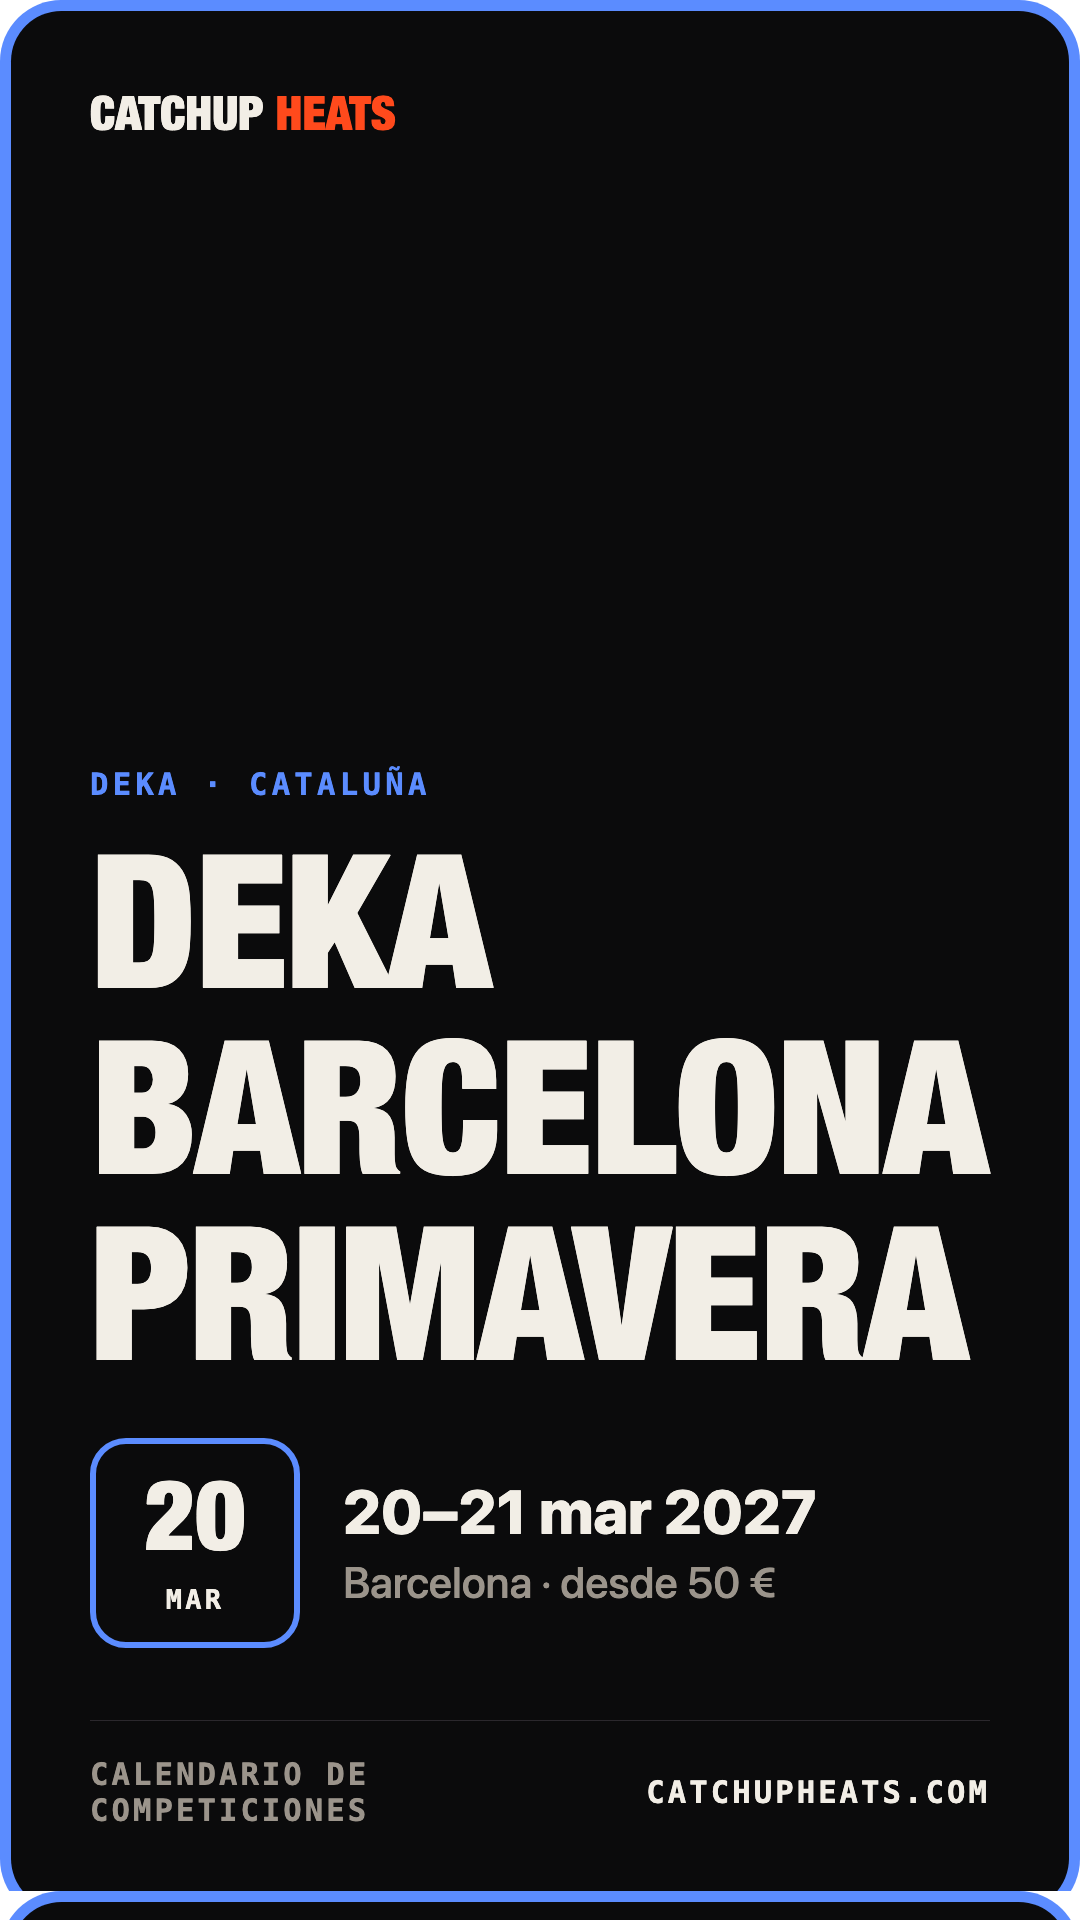 CATCHUP HEATS
DEKA · CATALUÑA
DEKA
BARCELONA
PRIMAVERA
20
MAR
20–21 mar 2027
Barcelona · desde 50 €
CALENDARIO DE
COMPETICIONES
CATCHUPHEATS.COM